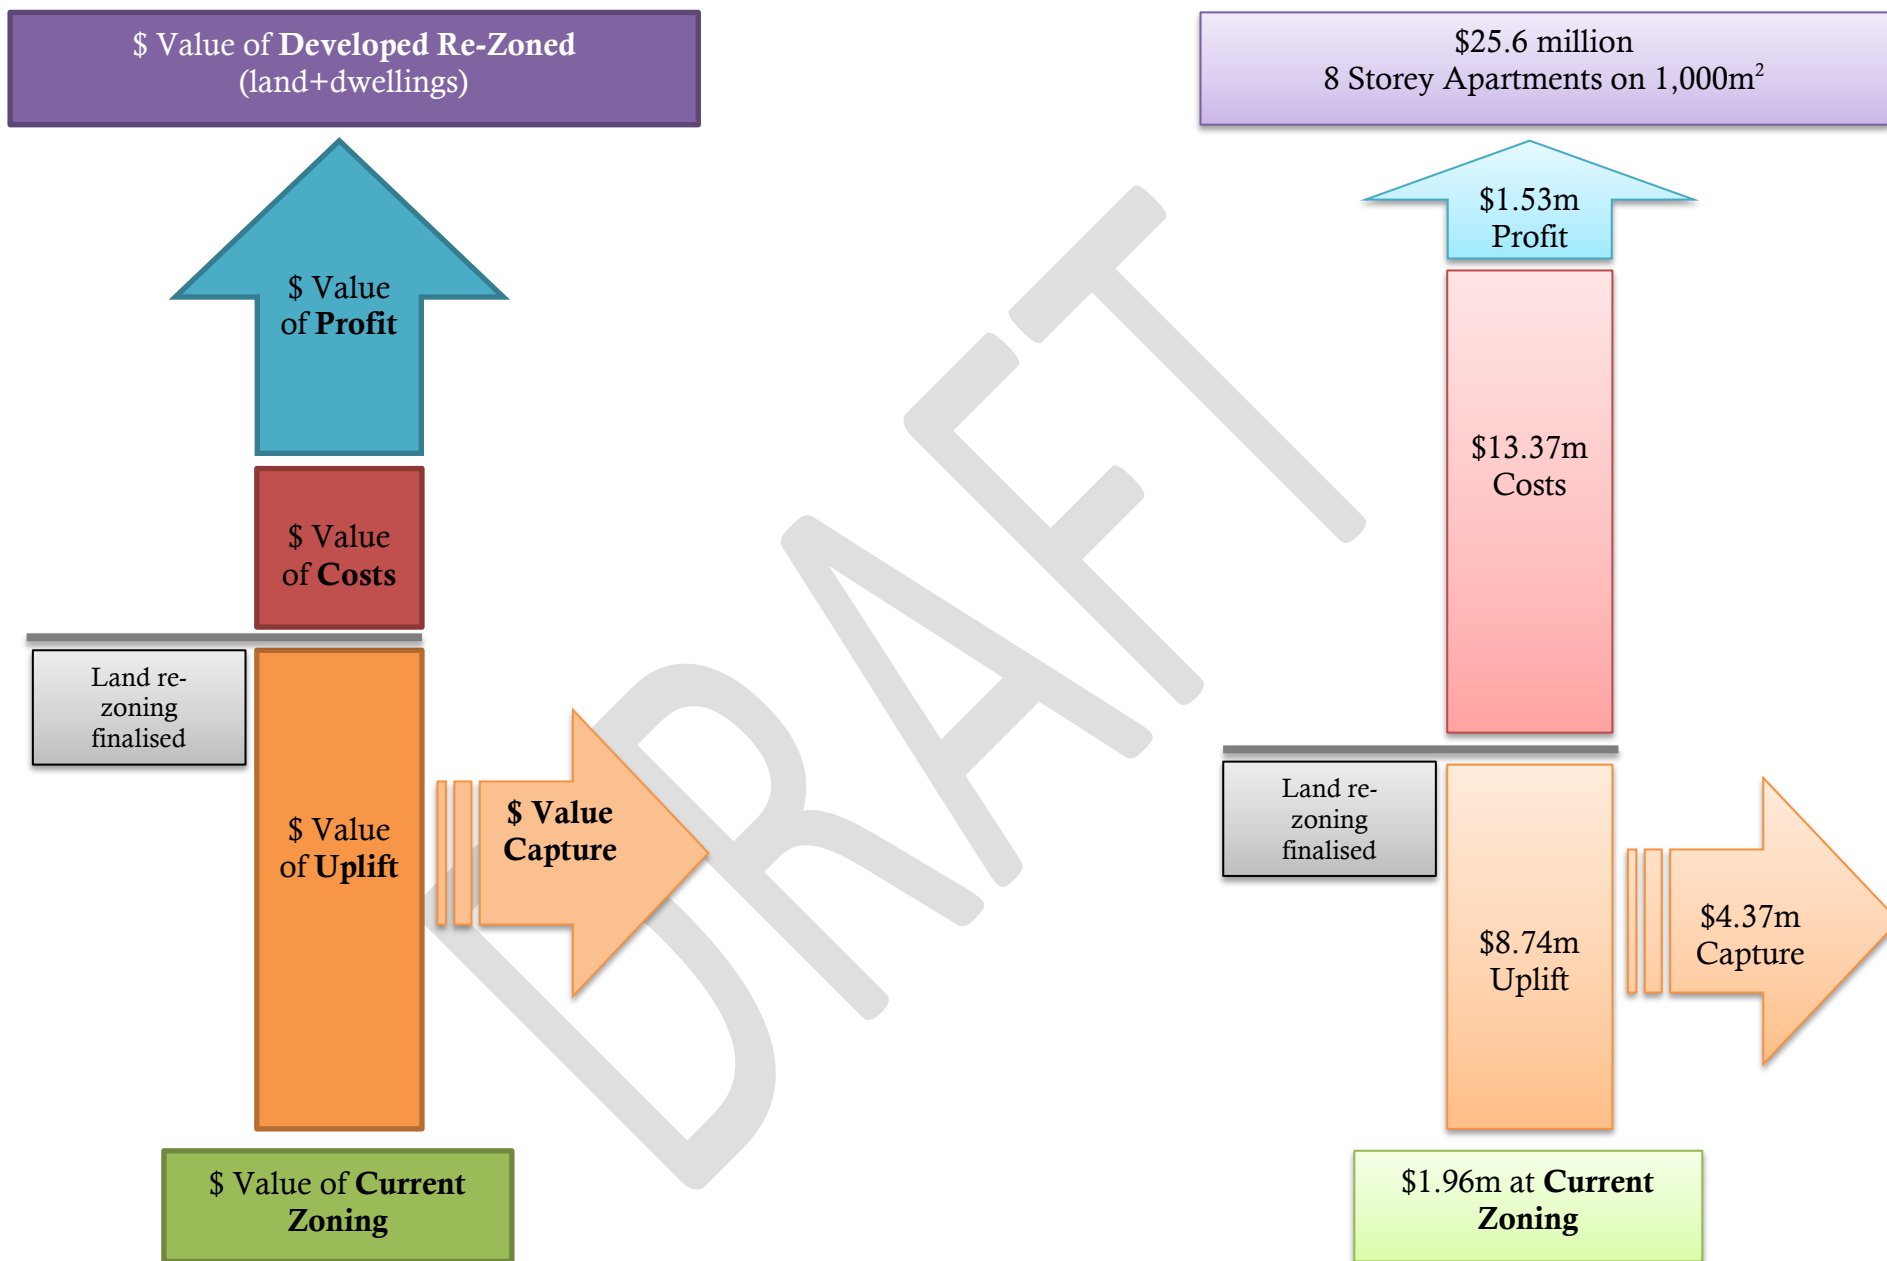 $ Value of Developed Re-Zoned
(land+dwellings)
$ Value
of Profit
$ Value
of Costs
Land re-
zoning
finalised
$ Value
of Uplift
$ Value
Capture
$ Value of Current
Zoning
DRAFT
$25.6 million
8 Storey Apartments on 1,000m²
$1.53m
Profit
$13.37m
Costs
Land re-
zoning
finalised
$8.74m
Uplift
$4.37m
Capture
$1.96m at Current
Zoning